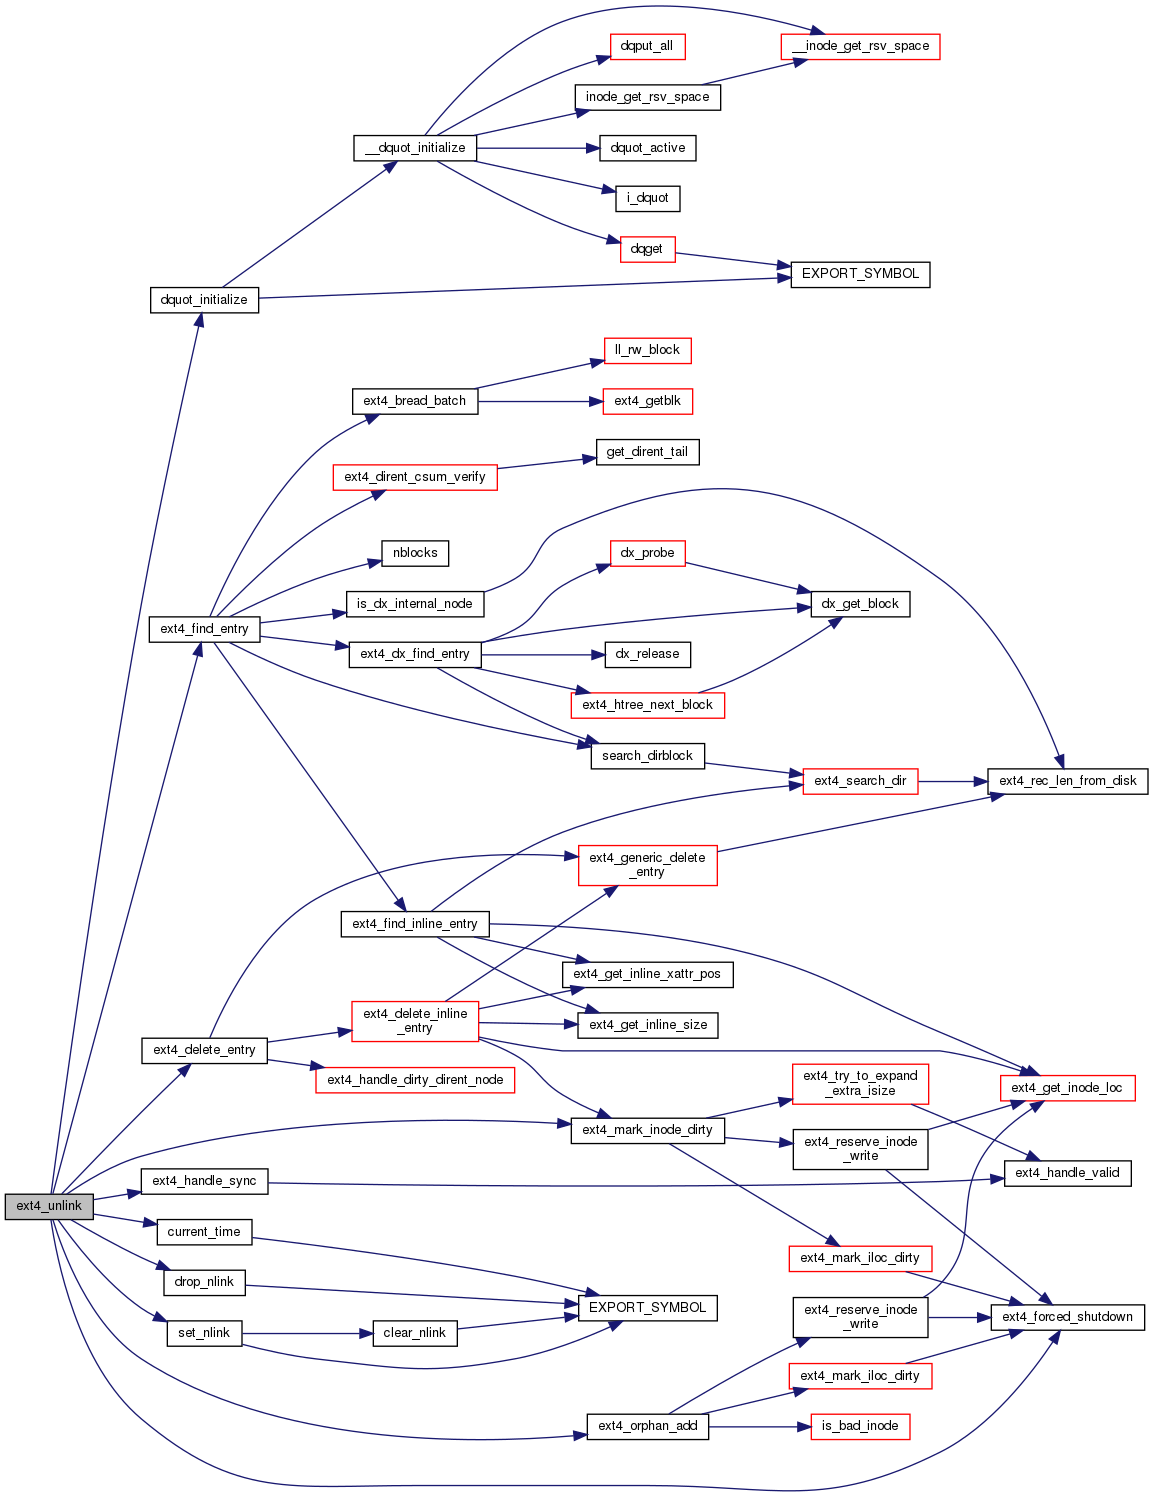 __inode_get_rsv_space
dqput_all
inode_get_rsv_space
__dquot_initialize
dquot_active
i_dquot
dqget
EXPORT_SYMBOL
dquot_initialize
ll_rw_block
ext4_bread_batch
ext4_getblk
get_dirent_tail
ext4_dirent_csum_verify
nblocks
dx_probe
is_dx_internal_node
dx_get_block
ext4_find_entry
ext4_dx_find_entry
dx_release
ext4_htree_next_block
search_dirblock
ext4_search_dir
ext4_rec_len_from_disk
ext4_generic_delete
_entry
ext4_find_inline_entry
ext4_get_inline_xattr_pos
ext4_delete_inline
_entry
ext4_get_inline_size
ext4_delete_entry
ext4_handle_dirty_dirent_node
ext4_try_to_expand
_extra_isize
ext4_get_inode_loc
ext4_mark_inode_dirty
ext4_reserve_inode
_write
ext4_handle_sync
ext4_handle_valid
ext4_unlink
current_time
ext4_mark_iloc_dirty
drop_nlink
EXPORT_SYMBOL
ext4_reserve_inode
_write
ext4_forced_shutdown
set_nlink
clear_nlink
ext4_mark_iloc_dirty
ext4_orphan_add
is_bad_inode